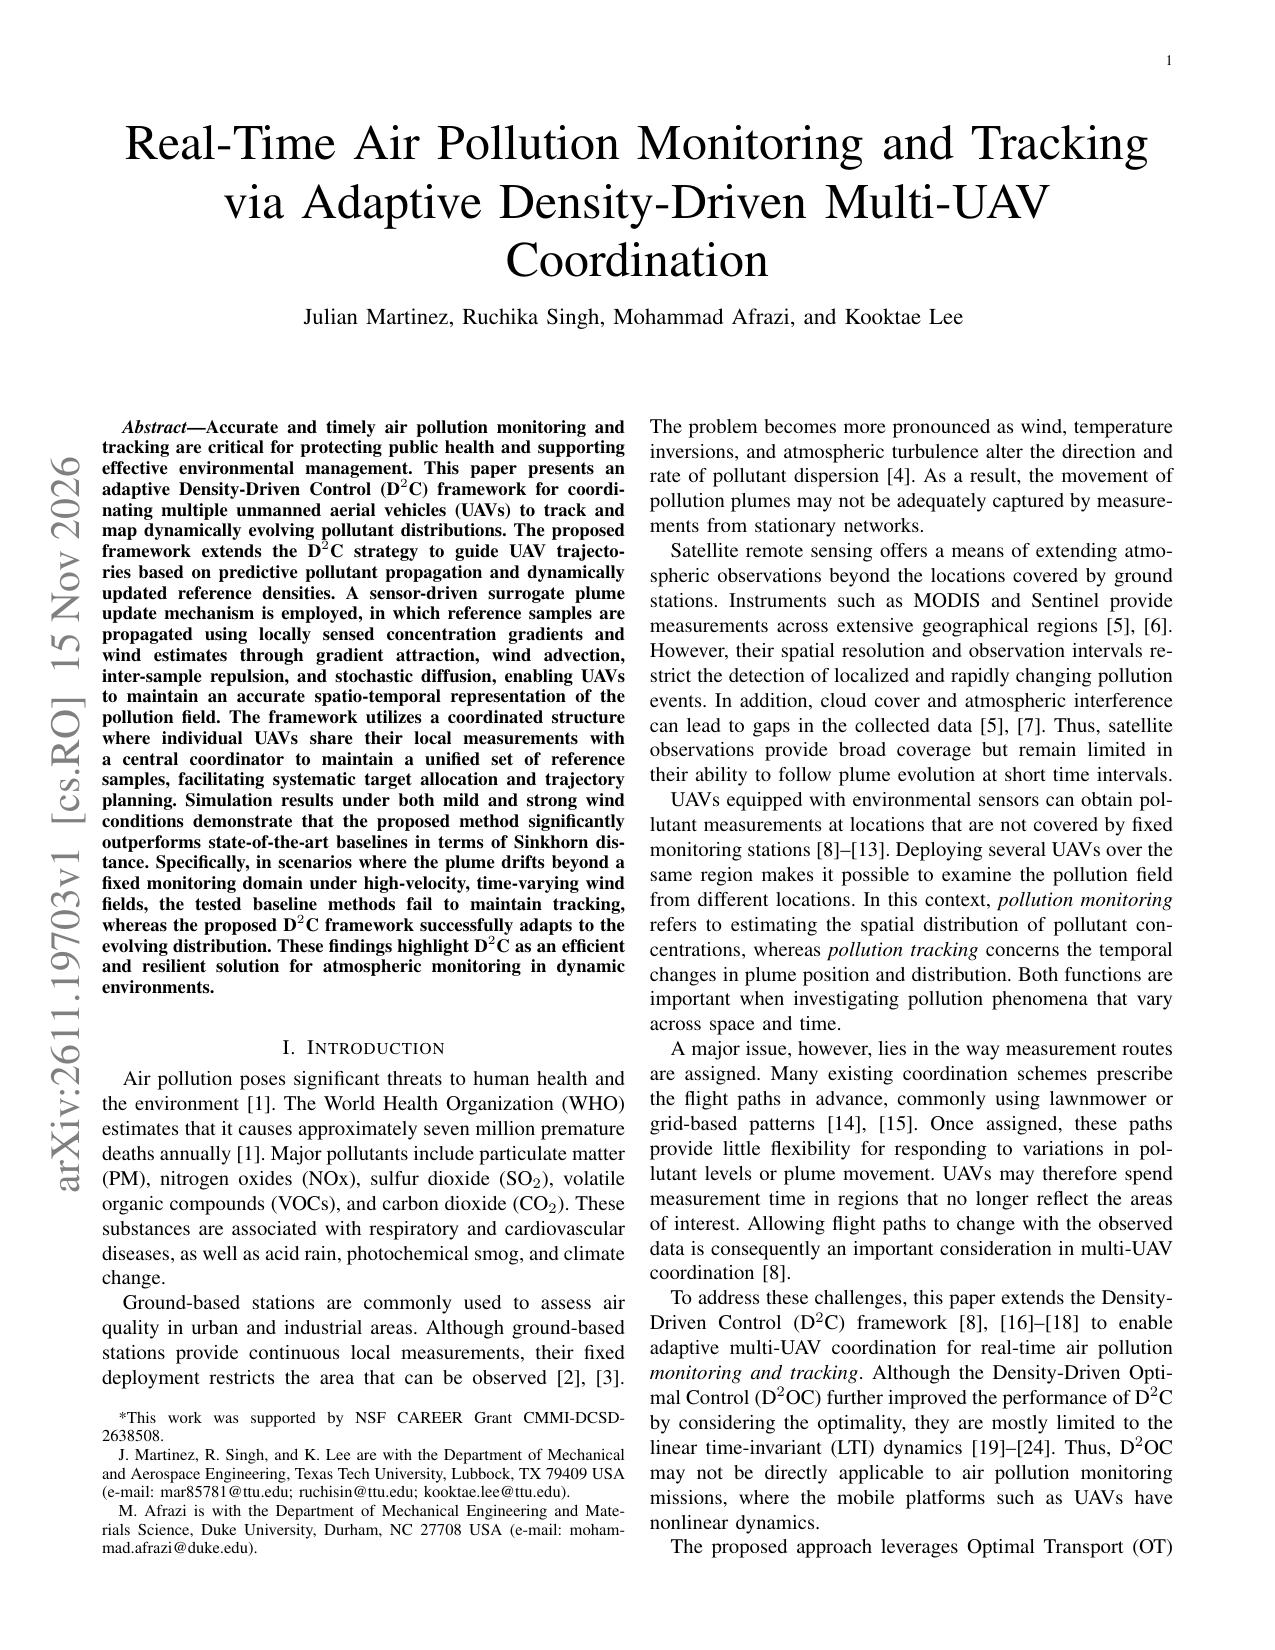 1
Real-Time Air Pollution Monitoring and Tracking
via Adaptive Density-Driven Multi-UAV
Coordination
Julian Martinez, Ruchika Singh, Mohammad Afrazi, and Kooktae Lee
arXiv:2611.19703v1 [cs.RO] 15 Nov 2026
Abstract—Accurate and timely air pollution monitoring and
tracking are critical for protecting public health and supporting
effective environmental management. This paper presents an
adaptive Density-Driven Control (D²C) framework for coordi-
nating multiple unmanned aerial vehicles (UAVs) to track and
map dynamically evolving pollutant distributions. The proposed
framework extends the D²C strategy to guide UAV trajecto-
ries based on predictive pollutant propagation and dynamically
updated reference densities. A sensor-driven surrogate plume
update mechanism is employed, in which reference samples are
propagated using locally sensed concentration gradients and
wind estimates through gradient attraction, wind advection,
inter-sample repulsion, and stochastic diffusion, enabling UAVs
to maintain an accurate spatio-temporal representation of the
pollution field. The framework utilizes a coordinated structure
where individual UAVs share their local measurements with
a central coordinator to maintain a unified set of reference
samples, facilitating systematic target allocation and trajectory
planning. Simulation results under both mild and strong wind
conditions demonstrate that the proposed method significantly
outperforms state-of-the-art baselines in terms of Sinkhorn dis-
tance. Specifically, in scenarios where the plume drifts beyond a
fixed monitoring domain under high-velocity, time-varying wind
fields, the tested baseline methods fail to maintain tracking,
whereas the proposed D²C framework successfully adapts to the
evolving distribution. These findings highlight D²C as an efficient
and resilient solution for atmospheric monitoring in dynamic
environments.
I. INTRODUCTION
Air pollution poses significant threats to human health and
the environment [1]. The World Health Organization (WHO)
estimates that it causes approximately seven million premature
deaths annually [1]. Major pollutants include particulate matter
(PM), nitrogen oxides (NOx), sulfur dioxide (SO₂), volatile
organic compounds (VOCs), and carbon dioxide (CO₂). These
substances are associated with respiratory and cardiovascular
diseases, as well as acid rain, photochemical smog, and climate
change.
Ground-based stations are commonly used to assess air
quality in urban and industrial areas. Although ground-based
stations provide continuous local measurements, their fixed
deployment restricts the area that can be observed [2], [3].
*This work was supported by NSF CAREER Grant CMMI-DCSD-
2638508.
J. Martinez, R. Singh, and K. Lee are with the Department of Mechanical
and Aerospace Engineering, Texas Tech University, Lubbock, TX 79409 USA
(e-mail: mar85781@ttu.edu; ruchisin@ttu.edu; kooktae.lee@ttu.edu).
M. Afrazi is with the Department of Mechanical Engineering and Mate-
rials Science, Duke University, Durham, NC 27708 USA (e-mail: moham-
mad.afrazi@duke.edu).
The problem becomes more pronounced as wind, temperature
inversions, and atmospheric turbulence alter the direction and
rate of pollutant dispersion [4]. As a result, the movement of
pollution plumes may not be adequately captured by measure-
ments from stationary networks.
Satellite remote sensing offers a means of extending atmo-
spheric observations beyond the locations covered by ground
stations. Instruments such as MODIS and Sentinel provide
measurements across extensive geographical regions [5], [6].
However, their spatial resolution and observation intervals re-
strict the detection of localized and rapidly changing pollution
events. In addition, cloud cover and atmospheric interference
can lead to gaps in the collected data [5], [7]. Thus, satellite
observations provide broad coverage but remain limited in
their ability to follow plume evolution at short time intervals.
UAVs equipped with environmental sensors can obtain pol-
lutant measurements at locations that are not covered by fixed
monitoring stations [8]–[13]. Deploying several UAVs over the
same region makes it possible to examine the pollution field
from different locations. In this context, pollution monitoring
refers to estimating the spatial distribution of pollutant con-
centrations, whereas pollution tracking concerns the temporal
changes in plume position and distribution. Both functions are
important when investigating pollution phenomena that vary
across space and time.
A major issue, however, lies in the way measurement routes
are assigned. Many existing coordination schemes prescribe
the flight paths in advance, commonly using lawnmower or
grid-based patterns [14], [15]. Once assigned, these paths
provide little flexibility for responding to variations in pol-
lutant levels or plume movement. UAVs may therefore spend
measurement time in regions that no longer reflect the areas
of interest. Allowing flight paths to change with the observed
data is consequently an important consideration in multi-UAV
coordination [8].
To address these challenges, this paper extends the Density-
Driven Control (D²C) framework [8], [16]–[18] to enable
adaptive multi-UAV coordination for real-time air pollution
monitoring and tracking. Although the Density-Driven Opti-
mal Control (D²OC) further improved the performance of D²C
by considering the optimality, they are mostly limited to the
linear time-invariant (LTI) dynamics [19]–[24]. Thus, D²OC
may not be directly applicable to air pollution monitoring
missions, where the mobile platforms such as UAVs have
nonlinear dynamics.
The proposed approach leverages Optimal Transport (OT)